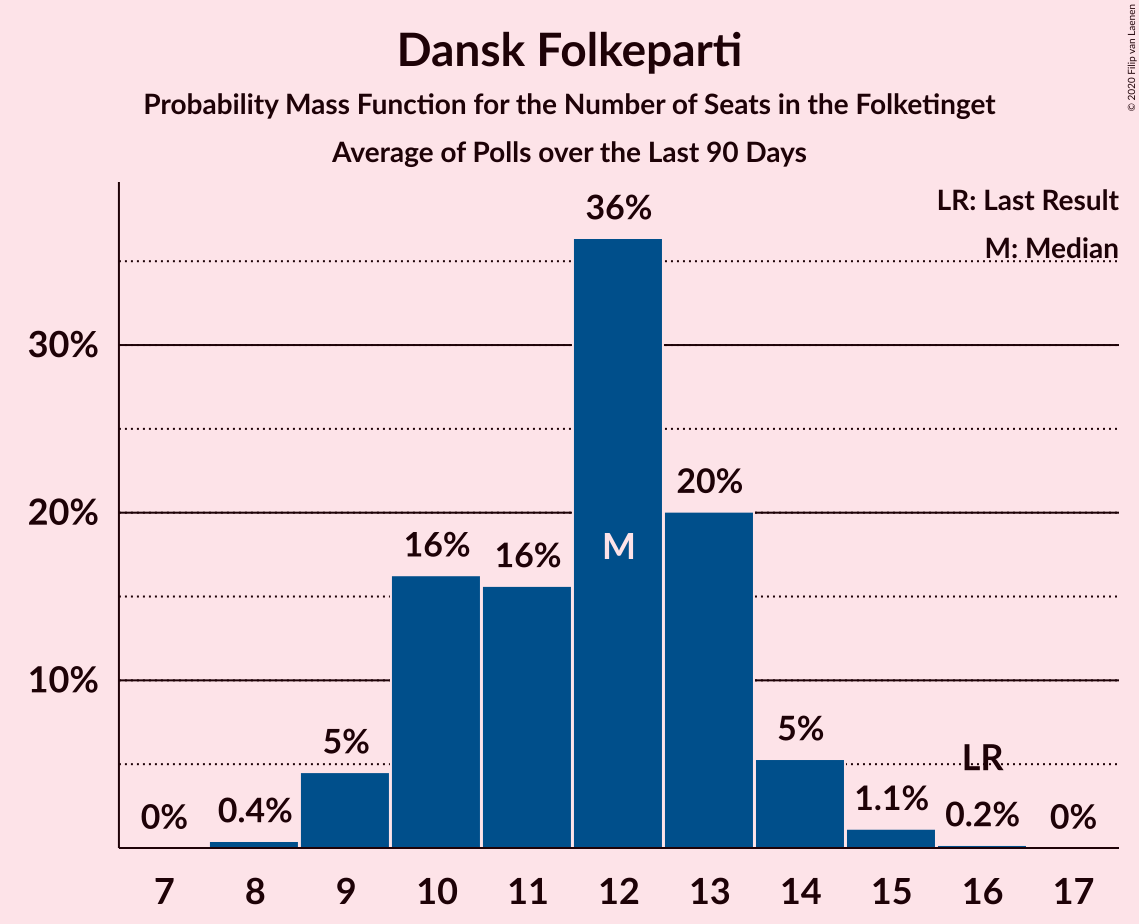 Dansk Folkeparti
Probability Mass Function for the Number of Seats in the Folketinget
Average of Polls over the Last 90 Days
© 2020 Filip van Laenen
LR: Last Result
M: Median
30%
20%
10%
0%
0.4%
5%
16%
16%
36%
M
20%
5%
1.1%
LR
0.2%
0%
7 8 9 10 11 12 13 14 15 16 17